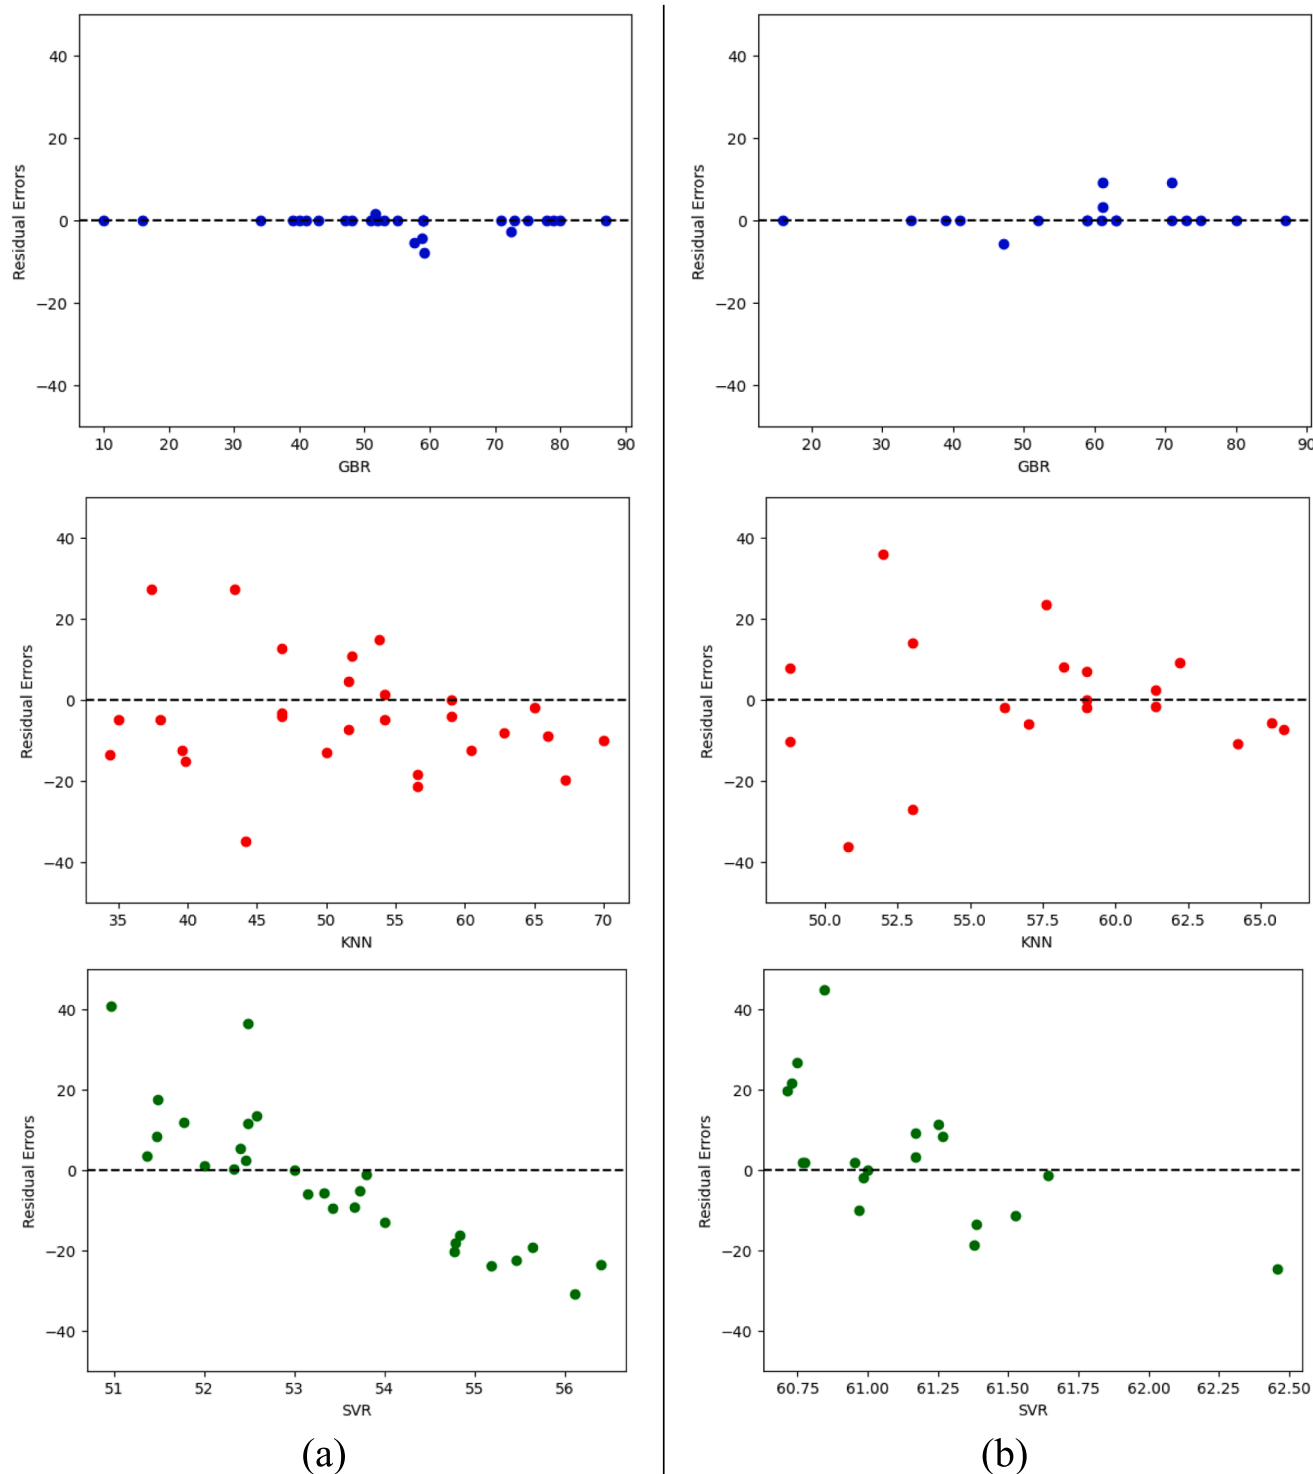 40
20
0
−20
−40
Residual Errors
10 20 30 40 50 60 70 80 90
GBR
40
20
0
−20
−40
Residual Errors
20 30 40 50 60 70 80 90
GBR
40
20
0
−20
−40
Residual Errors
35 40 45 50 55 60 65 70
KNN
40
20
0
−20
−40
Residual Errors
50.0 52.5 55.0 57.5 60.0 62.5 65.0
KNN
40
20
0
−20
−40
Residual Errors
51 52 53 54 55 56
SVR
40
20
0
−20
−40
Residual Errors
60.75 61.00 61.25 61.50 61.75 62.00 62.25 62.50
SVR
(a)
(b)